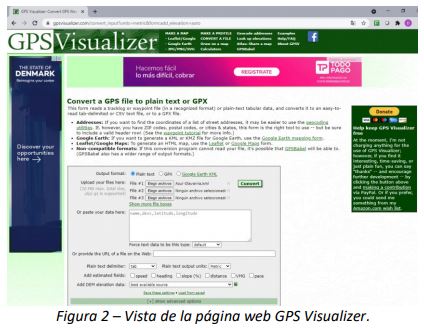 GPS Visualizer: Convert GPS file
gpsvisualizer.com/convert_input?units=metric&form=add_elevation=auto
GPSVisualizer
MAKE A MAP
• Leaflet/Google
• Google Earth
• JPG/PNG/SVG
MAKE A PROFILE
CONVERT A FILE
Draw on a map
Calculators
Geocode addresses
Look up elevations
Atlas: Share a map
GBUAPCD
Examples
Help/FAQ
About GPSV
THE STATE OF
DENMARK
Discover your
opportunities
here →
Hacemos fácil
lo más difícil, cobrar
REGISTRATE
TODO
PAGO
Convert a GPS file to plain text or GPX
This form reads a tracklog or waypoint file (in a recognized format) or plain-text tabular data, and converts it to an easy-to-
read tab-delimited or CSV text file, or to a GPX file.
• Addresses: If you want to find the coordinates of a list of street addresses, it may be easier to use the geocoding
utilities. If, however, you have ZIP codes, postal codes, or cities & states, this form is the right tool to use — but be sure
to include a valid header row! (See the waypoint tutorial for more info.)
• Google Earth: If you want to generate a KML or KMZ file for Google Earth, use the Google Earth mapping form.
• Leaflet/Google Maps: To generate an HTML map, use the Leaflet or Google Maps form.
• Non-compatible formats: If this conversion program cannot read your file, it's possible that GPSBabel will be able to.
(GPSBabel also has a wider range of output formats.)
Output format: Plain text GPX Google Earth KML
Upload your files here:
File #1 Elegir archivo
File #2 Elegir archivo Ningún archivo seleccionado
File #3 Elegir archivo Ningún archivo seleccionado
Show more file boxes
Convert
Or paste your data here:
name,desc,latitude,longitude
Force text data to be this type: default
Or provide the URL of a file on the Web:
Plain text delimiter: tab Plain text output units: Metric
Add estimated fields: speed heading slope (%) distance VMG pace
Add DEM elevation data: best available source
Save these settings
[+] show advanced options
Donate
Help keep GPS Visualizer
free
At the moment, I'm not
charging anything for the
use of GPS Visualizer;
however, if you find it
interesting, time saving, or
just plain fun, you can say
"thanks" -- and encourage
further development -- by
clicking the button above
and making a contribution
via PayPal. Or if you prefer,
you could send me
something from my
Amazon.com wish list.
Figura 2 – Vista de la página web GPS Visualizer.